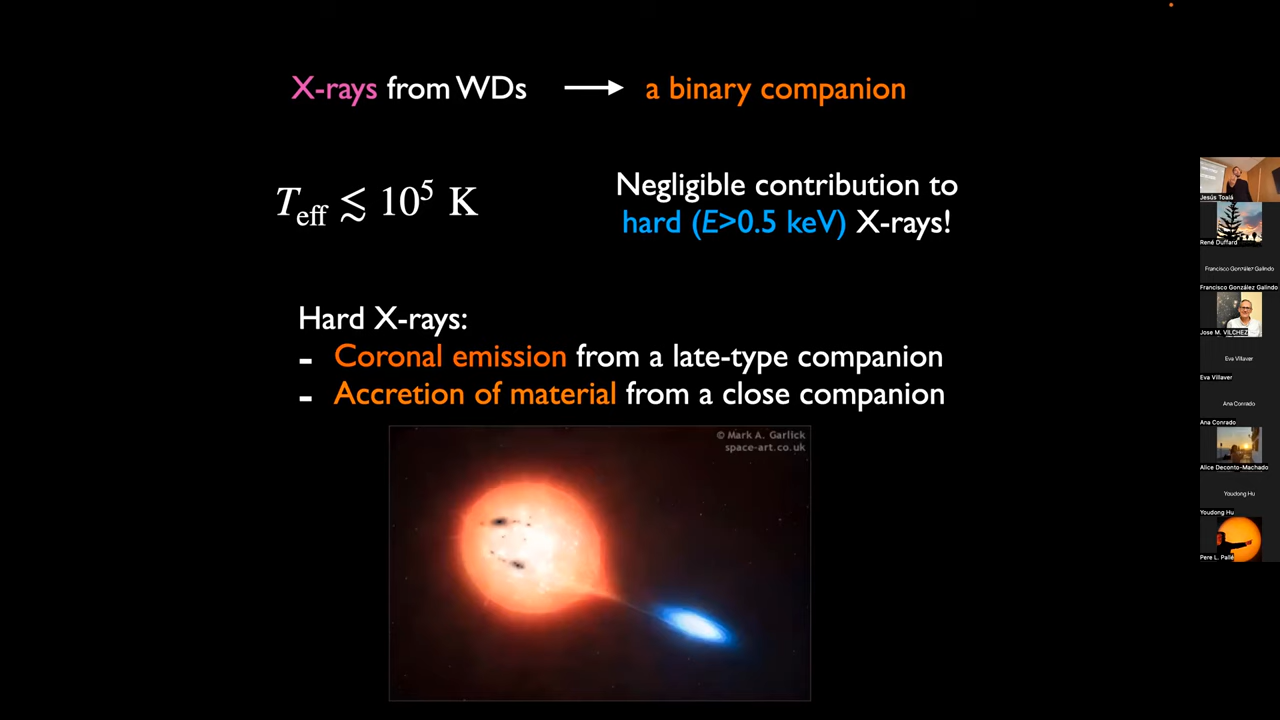 X-rays from WDs ⟶ a binary companion
T_eff ≲ 10^5 K
Negligible contribution to
hard (E>0.5 keV) X-rays!
Hard X-rays:
- Coronal emission from a late-type companion
- Accretion of material from a close companion
© Mark A. Garlick
space-art.co.uk
Jesús Toalá
René Duffard
Francisco González Galindo
Francisco González Galindo
Jose M. VILCHEZ
Eva Villaver
Eva Villaver
Ana Conrado
Ana Conrado
Alice Deconto-Machado
Youdong Hu
Youdong Hu
Pere L. Pallé